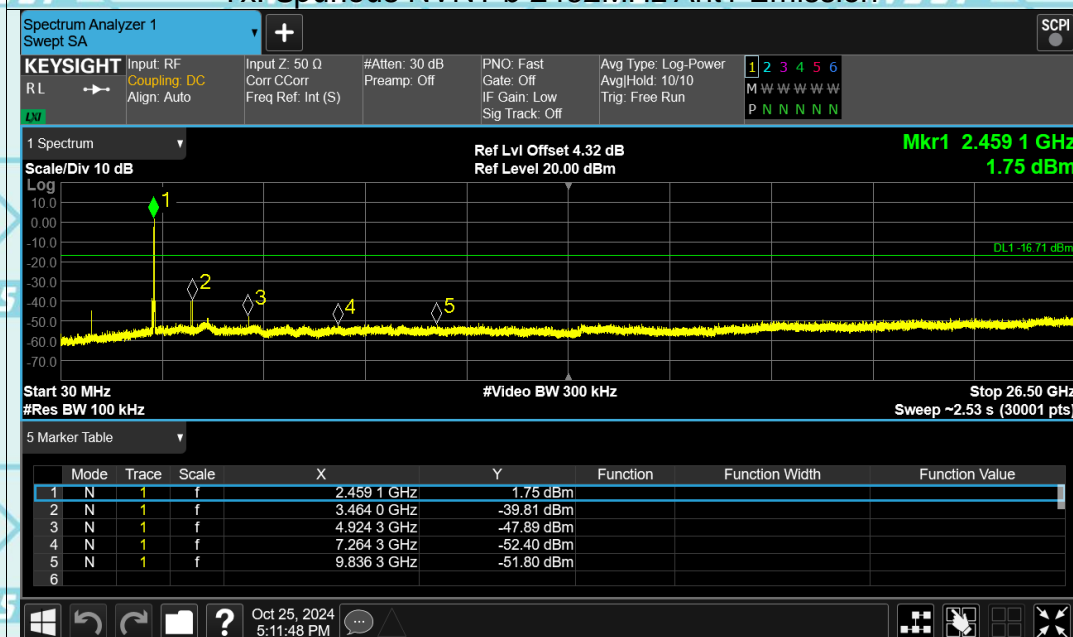 Tx. Spurious NVNT b 2462MHz Ant1 Emission
Spectrum Analyzer 1
Swept SA
+
SCPI
KEYSIGHT
RL
LXI
Input: RF
Coupling: DC
Align: Auto
Input Z: 50 Ω
Corr CCorr
Freq Ref: Int (S)
#Atten: 30 dB
Preamp: Off
PNO: Fast
Gate: Off
IF Gain: Low
Sig Track: Off
Avg Type: Log-Power
Avg|Hold: 10/10
Trig: Free Run
1 2 3 4 5 6
M W W W W W
P N N N N N
1 Spectrum
Scale/Div 10 dB
Ref Lvl Offset 4.32 dB
Ref Level 20.00 dBm
Mkr1 2.459 1 GHz
1.75 dBm
Log
10.0
0.00
-10.0
-20.0
-30.0
-40.0
-50.0
-60.0
-70.0
1
2
3
4
5
DL1 -16.71 dBm
Start 30 MHz
#Res BW 100 kHz
#Video BW 300 kHz
Stop 26.50 GHz
Sweep ~2.53 s (30001 pts)
5 Marker Table
Mode Trace Scale X Y Function Function Width Function Value
1 N 1 f 2.459 1 GHz 1.75 dBm
2 N 1 f 3.464 0 GHz -39.81 dBm
3 N 1 f 4.924 3 GHz -47.89 dBm
4 N 1 f 7.264 3 GHz -52.40 dBm
5 N 1 f 9.836 3 GHz -51.80 dBm
6
?
Oct 25, 2024
5:11:48 PM